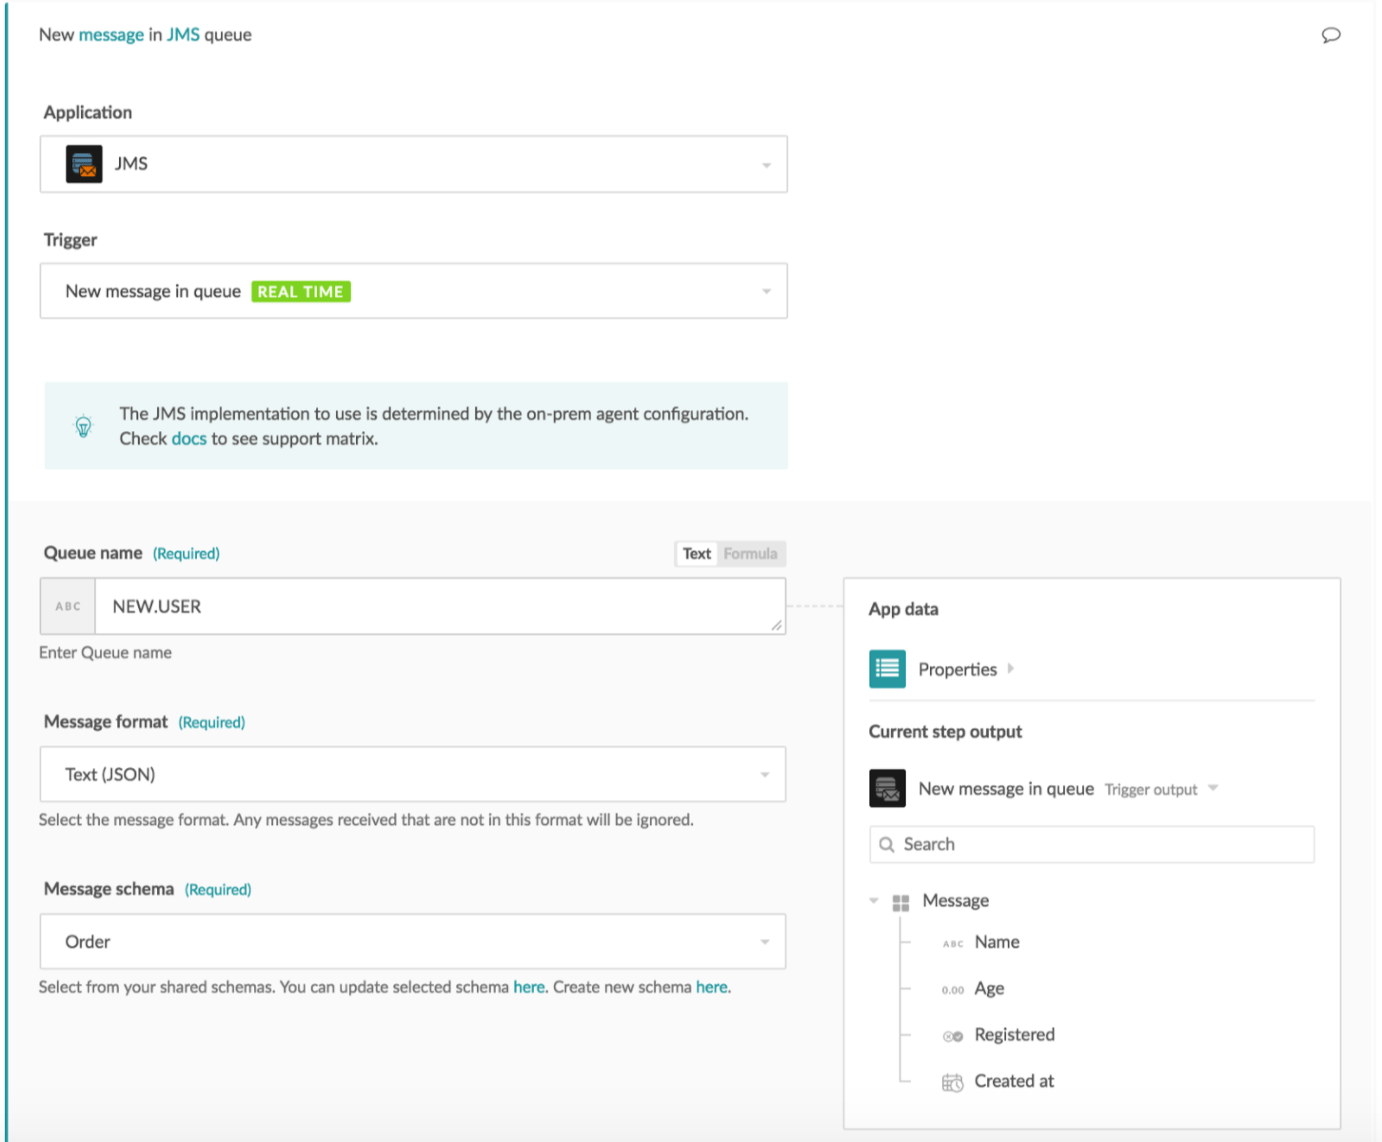 New message in JMS queue
Application
JMS
Trigger
New message in queue REAL TIME
The JMS implementation to use is determined by the on-prem agent configuration.
Check docs to see support matrix.
Queue name (Required)
Text Formula
ABC NEW.USER
Enter Queue name
Message format (Required)
Text (JSON)
Select the message format. Any messages received that are not in this format will be ignored.
Message schema (Required)
Order
Select from your shared schemas. You can update selected schema here. Create new schema here.
App data
Properties
Current step output
New message in queue Trigger output
Search
Message
ABC Name
0.00 Age
Registered
Created at